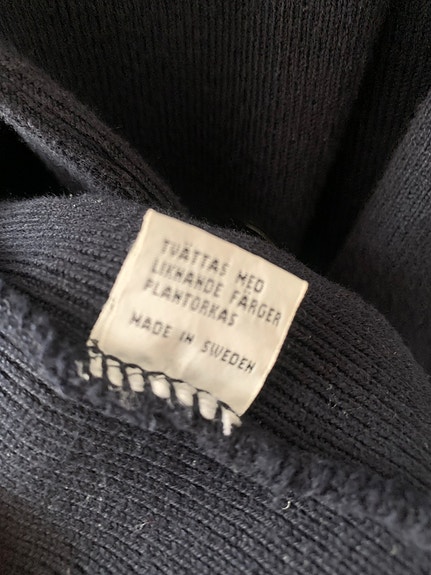 TVÄTTAS MED
LIKNANDE FÄRGER
PLANTORKAS
MADE IN SWEDEN